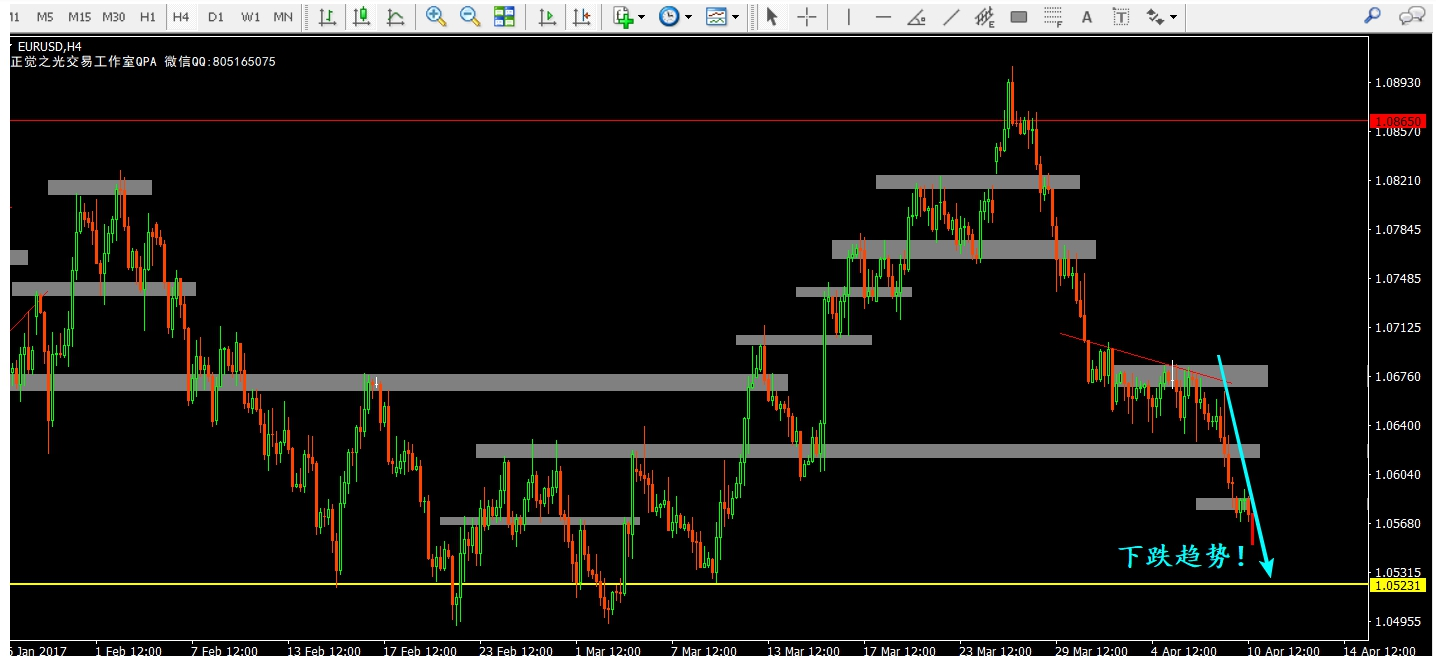 M1 M5 M15 M30 H1 H4 D1 W1 MN
E F A T
EURUSD,H4
正觉之光交易工作室QPA 微信QQ:805165075
1.08930
1.08650
1.08570
1.08210
1.07845
1.07485
1.07125
1.06760
1.06400
1.06040
1.05680
下跌趋势！
1.05315
1.05231
1.04955
Jan 2017 1 Feb 12:00 7 Feb 12:00 13 Feb 12:00 17 Feb 12:00 23 Feb 12:00 1 Mar 12:00 7 Mar 12:00 13 Mar 12:00 17 Mar 12:00 23 Mar 12:00 29 Mar 12:00 4 Apr 12:00 10 Apr 12:00 14 Apr 12:00